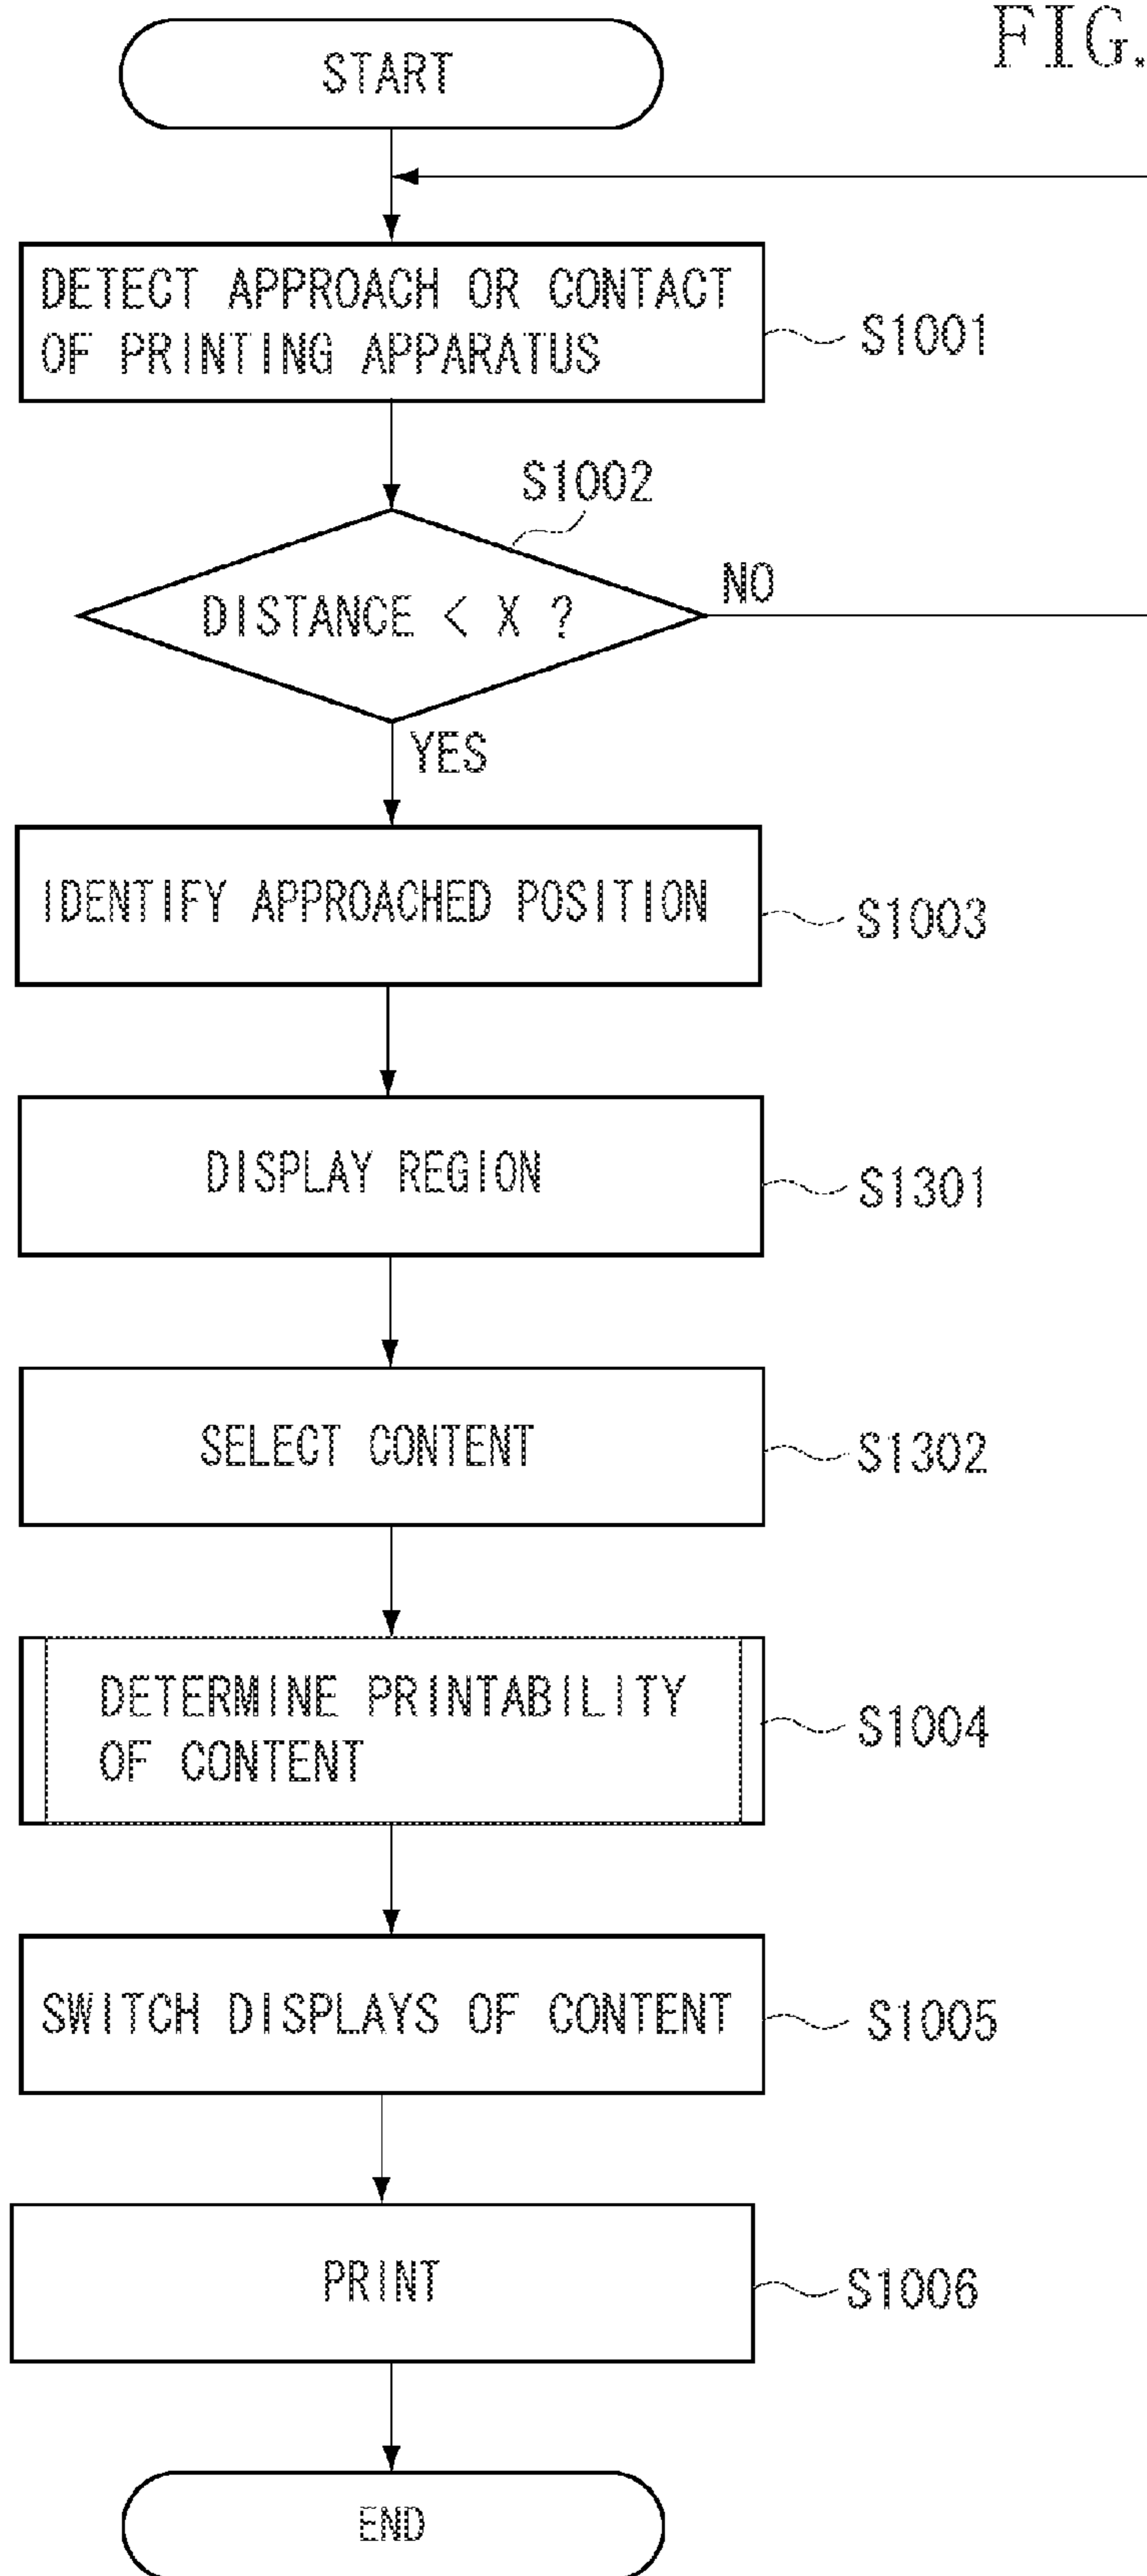 FIG.
START
DETECT APPROACH OR CONTACT
OF PRINTING APPARATUS
S1001
S1002
DISTANCE < X ?
NO
YES
IDENTIFY APPROACHED POSITION
S1003
DISPLAY REGION
S1301
SELECT CONTENT
S1302
DETERMINE PRINTABILITY
OF CONTENT
S1004
SWITCH DISPLAYS OF CONTENT
S1005
PRINT
S1006
END